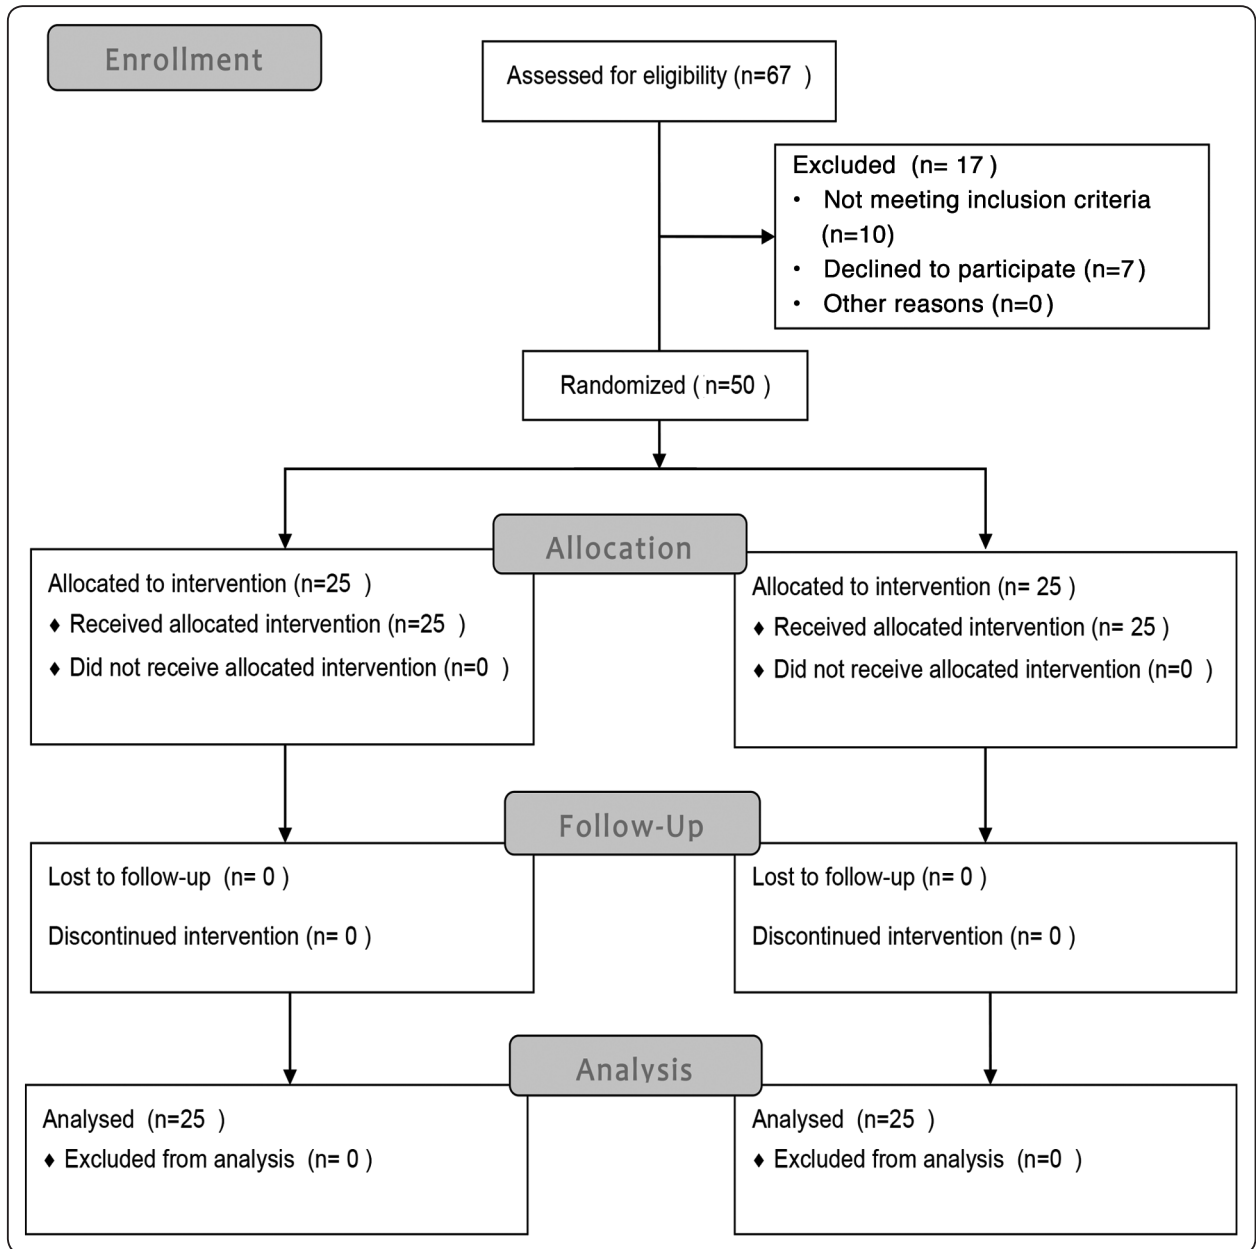 Enrollment
Assessed for eligibility (n=67 )
Excluded (n= 17 )
• Not meeting inclusion criteria
(n=10)
• Declined to participate (n=7)
• Other reasons (n=0)
Randomized ( n=50 )
Allocation
Allocated to intervention (n=25 )
♦ Received allocated intervention (n=25 )
♦ Did not receive allocated intervention (n=0 )
Allocated to intervention (n= 25 )
♦ Received allocated intervention (n= 25 )
♦ Did not receive allocated intervention (n=0 )
Follow-Up
Lost to follow-up (n= 0 )
Discontinued intervention (n= 0 )
Lost to follow-up (n= 0 )
Discontinued intervention (n= 0 )
Analysis
Analysed (n=25 )
♦ Excluded from analysis (n= 0 )
Analysed (n=25 )
♦ Excluded from analysis (n=0 )